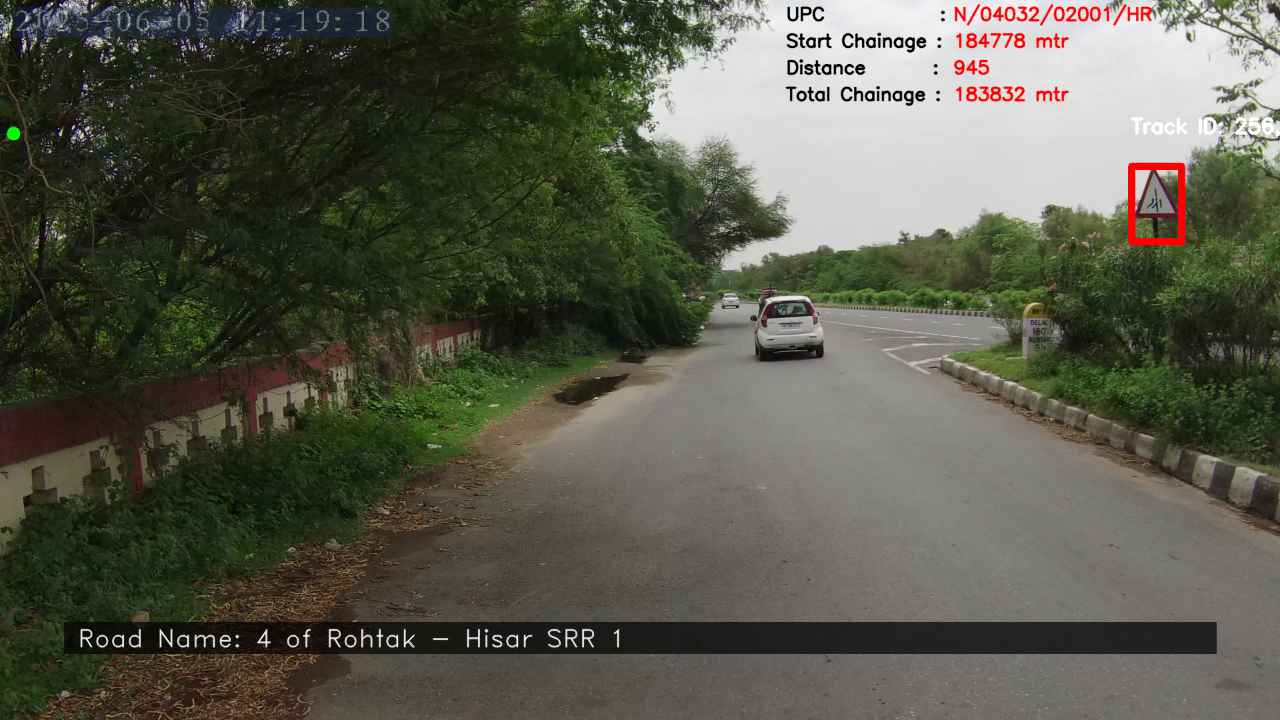 2025-06-05 11:19:18
UPC : N/04032/02001/HR
Start Chainage : 184778 mtr
Distance : 945
Total Chainage : 183832 mtr
Track ID: 256
DELHI
Road Name: 4 of Rohtak - Hisar SRR 1